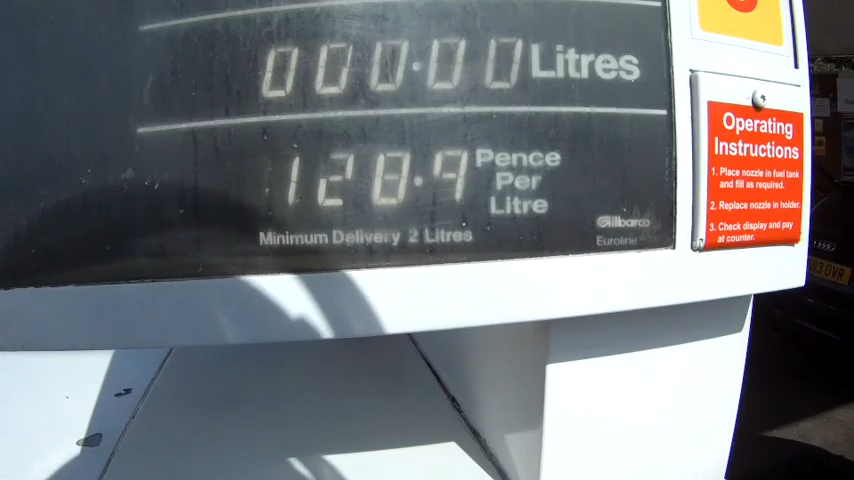 000.00 Litres
128.9 Pence
Per
Litre
Minimum Delivery 2 Litres
Gilbarco
Euroline
Operating
Instructions
1. Place nozzle in fuel tank
and fill as required.
2. Replace nozzle in holder.
3. Check display and pay
at counter.